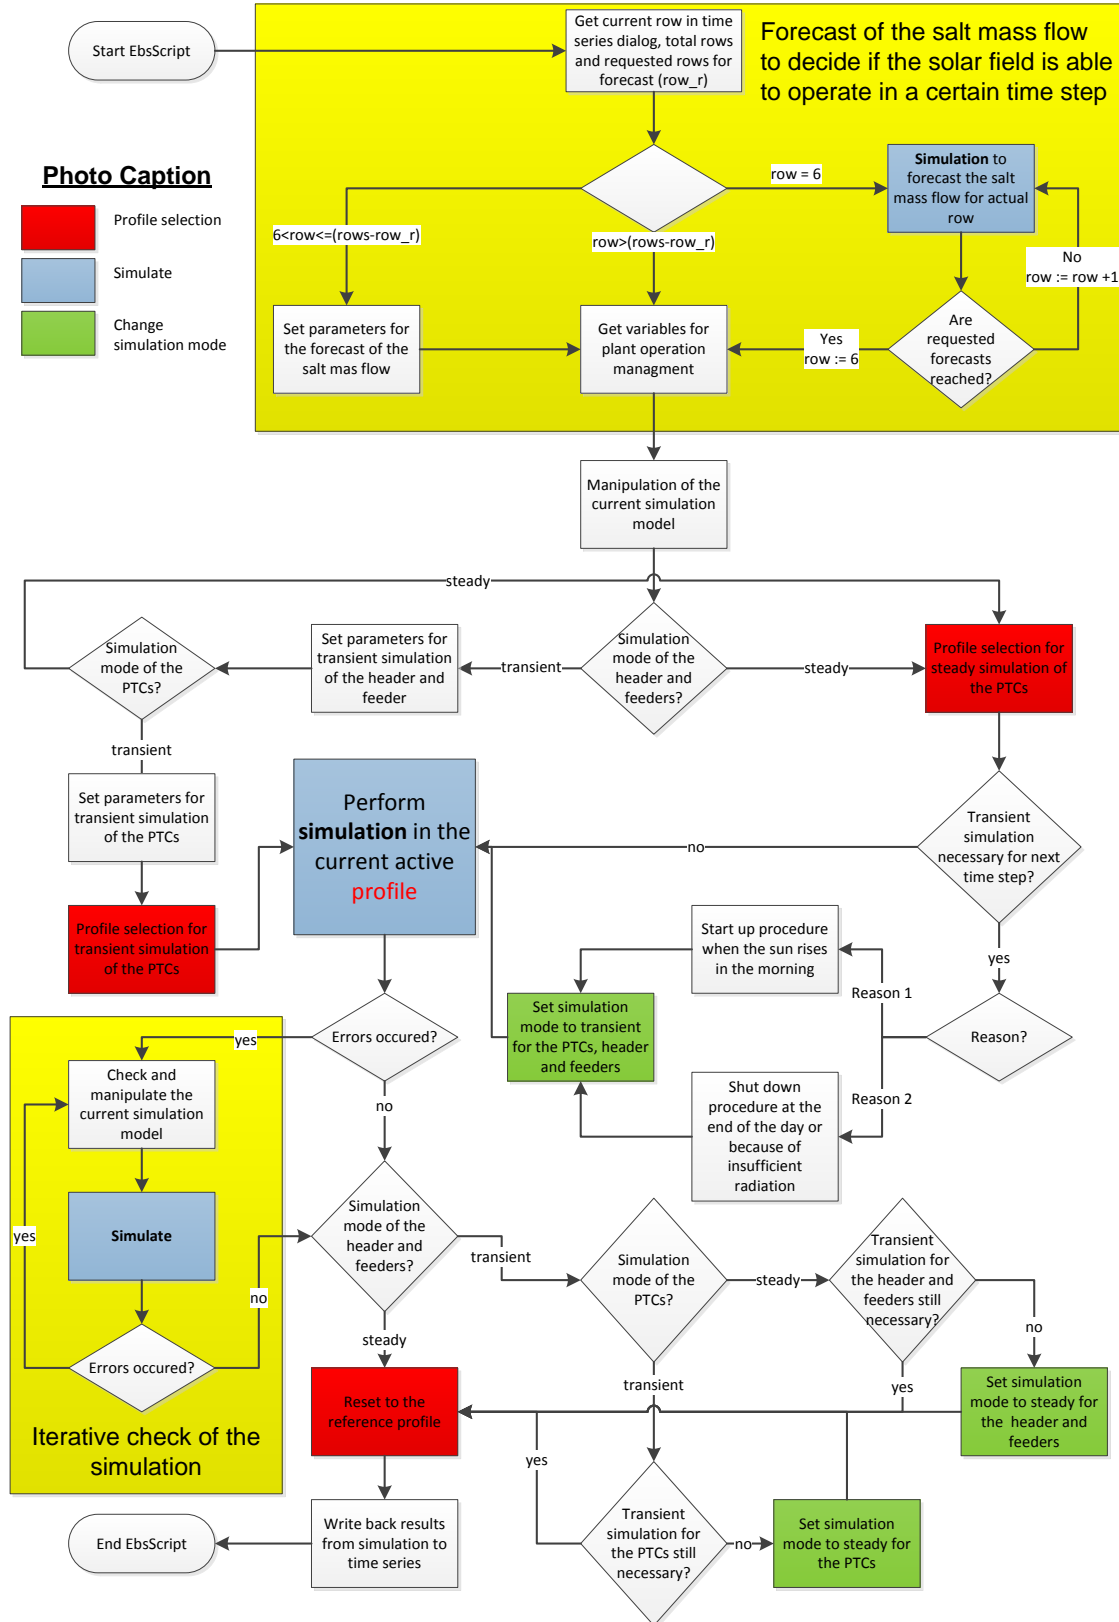 Start EbsScript
Get current row in time
series dialog, total rows
and requested rows for
forecast (row_r)
Forecast of the salt mass flow
to decide if the solar field is able
to operate in a certain time step
Photo Caption
Profile selection
Simulate
Change
simulation mode
row = 6
Simulation to
forecast the salt
mass flow for actual
row
6<row<=(rows-row_r)
row>(rows-row_r)
No
row := row +1
Set parameters for
the forecast of the
salt mas flow
Get variables for
plant operation
managment
Yes
row := 6
Are
requested
forecasts
reached?
Manipulation of the
current simulation
model
steady
Simulation
mode of the
PTCs?
Set parameters for
transient simulation
of the header and
feeder
transient
Simulation
mode of the
header and
feeders?
steady
Profile selection for
steady simulation of
the PTCs
transient
Set parameters for
transient simulation
of the PTCs
Perform
simulation in the
current active
profile
no
Transient
simulation
necessary for next
time step?
Profile selection for
transient simulation
of the PTCs
Start up procedure
when the sun rises
in the morning
yes
Reason 1
Set simulation
mode to transient
for the PTCs, header
and feeders
Reason?
Errors occured?
yes
Check and
manipulate the
current simulation
model
no
Shut down
procedure at the
end of the day or
because of
insufficient
radiation
Reason 2
yes
Simulate
no
Simulation
mode of the
header and
feeders?
transient
Simulation
mode of the
PTCs?
steady
Transient
simulation for
the header and
feeders still
necessary?
no
Errors occured?
steady
transient
yes
Iterative check of the
simulation
Reset to the
reference profile
Set simulation
mode to steady for
the  header and
feeders
yes
End EbsScript
Write back results
from simulation to
time series
Transient
simulation for
the PTCs still
necessary?
no
Set simulation
mode to steady for
the PTCs